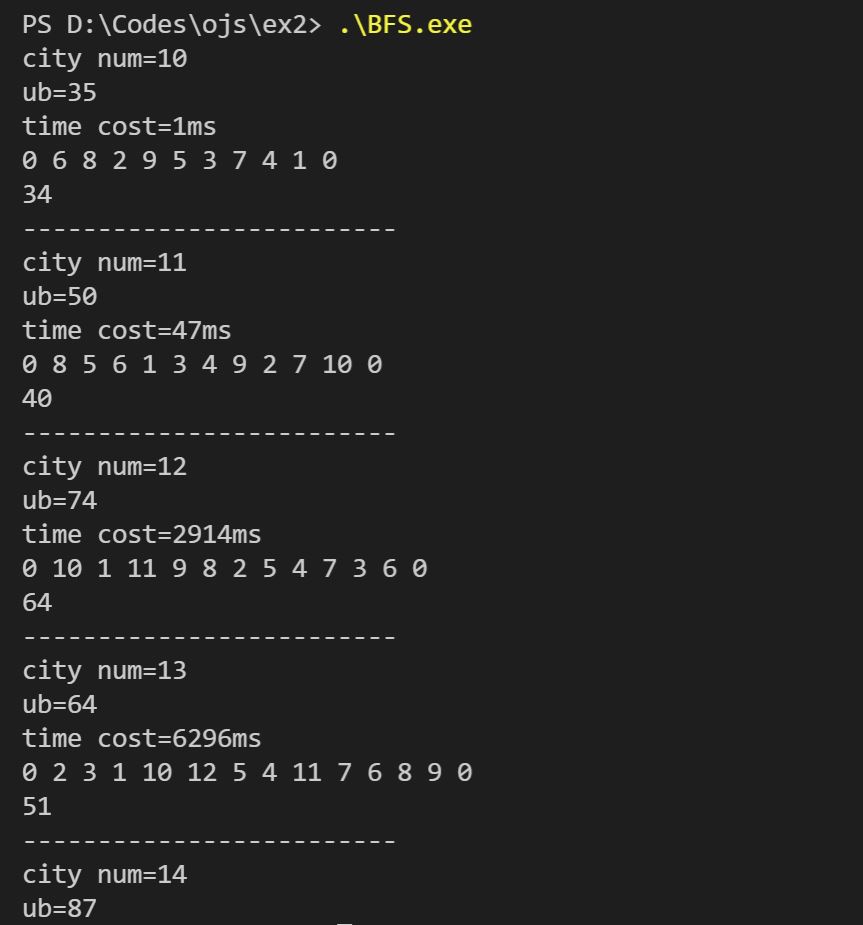 PS D:\Codes\ojs\ex2> .\BFS.exe
city num=10
ub=35
time cost=1ms
0 6 8 2 9 5 3 7 4 1 0
34
-------------------------
city num=11
ub=50
time cost=47ms
0 8 5 6 1 3 4 9 2 7 10 0
40
-------------------------
city num=12
ub=74
time cost=2914ms
0 10 1 11 9 8 2 5 4 7 3 6 0
64
-------------------------
city num=13
ub=64
time cost=6296ms
0 2 3 1 10 12 5 4 11 7 6 8 9 0
51
-------------------------
city num=14
ub=87